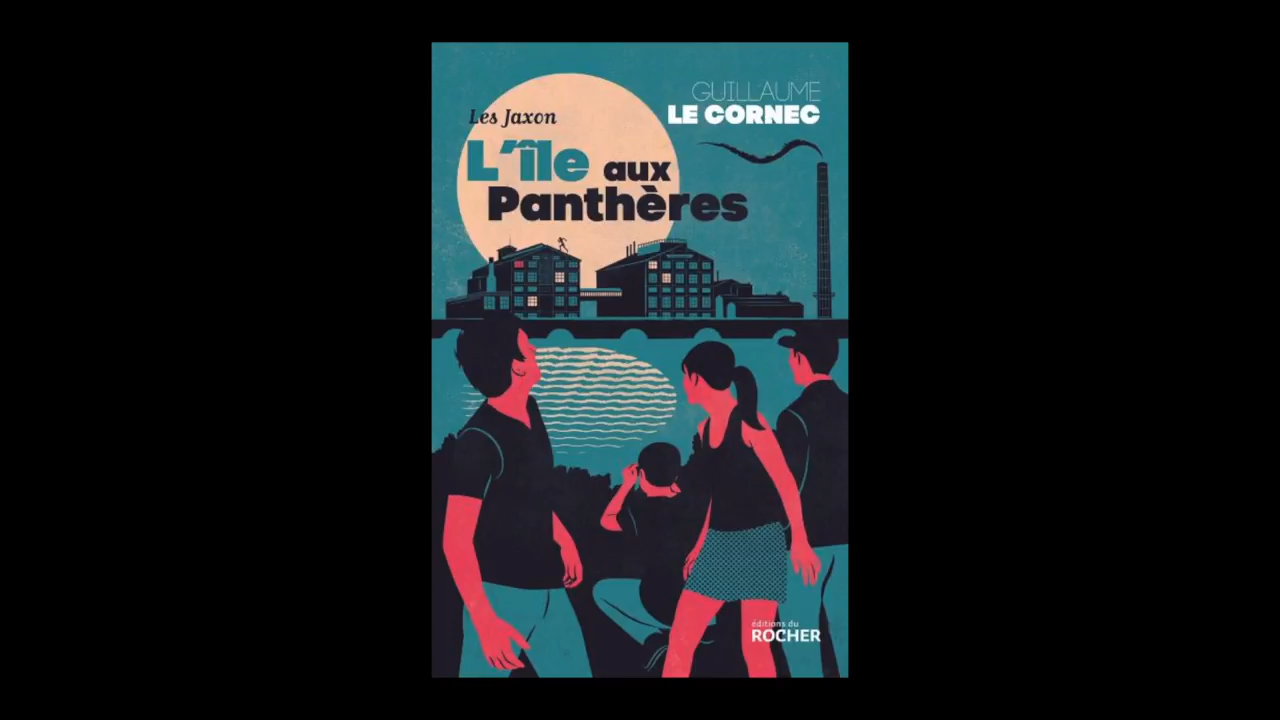 GUILLAUME
LE CORNEC
Les Jaxon
L'île aux
Panthères
éditions du
ROCHER